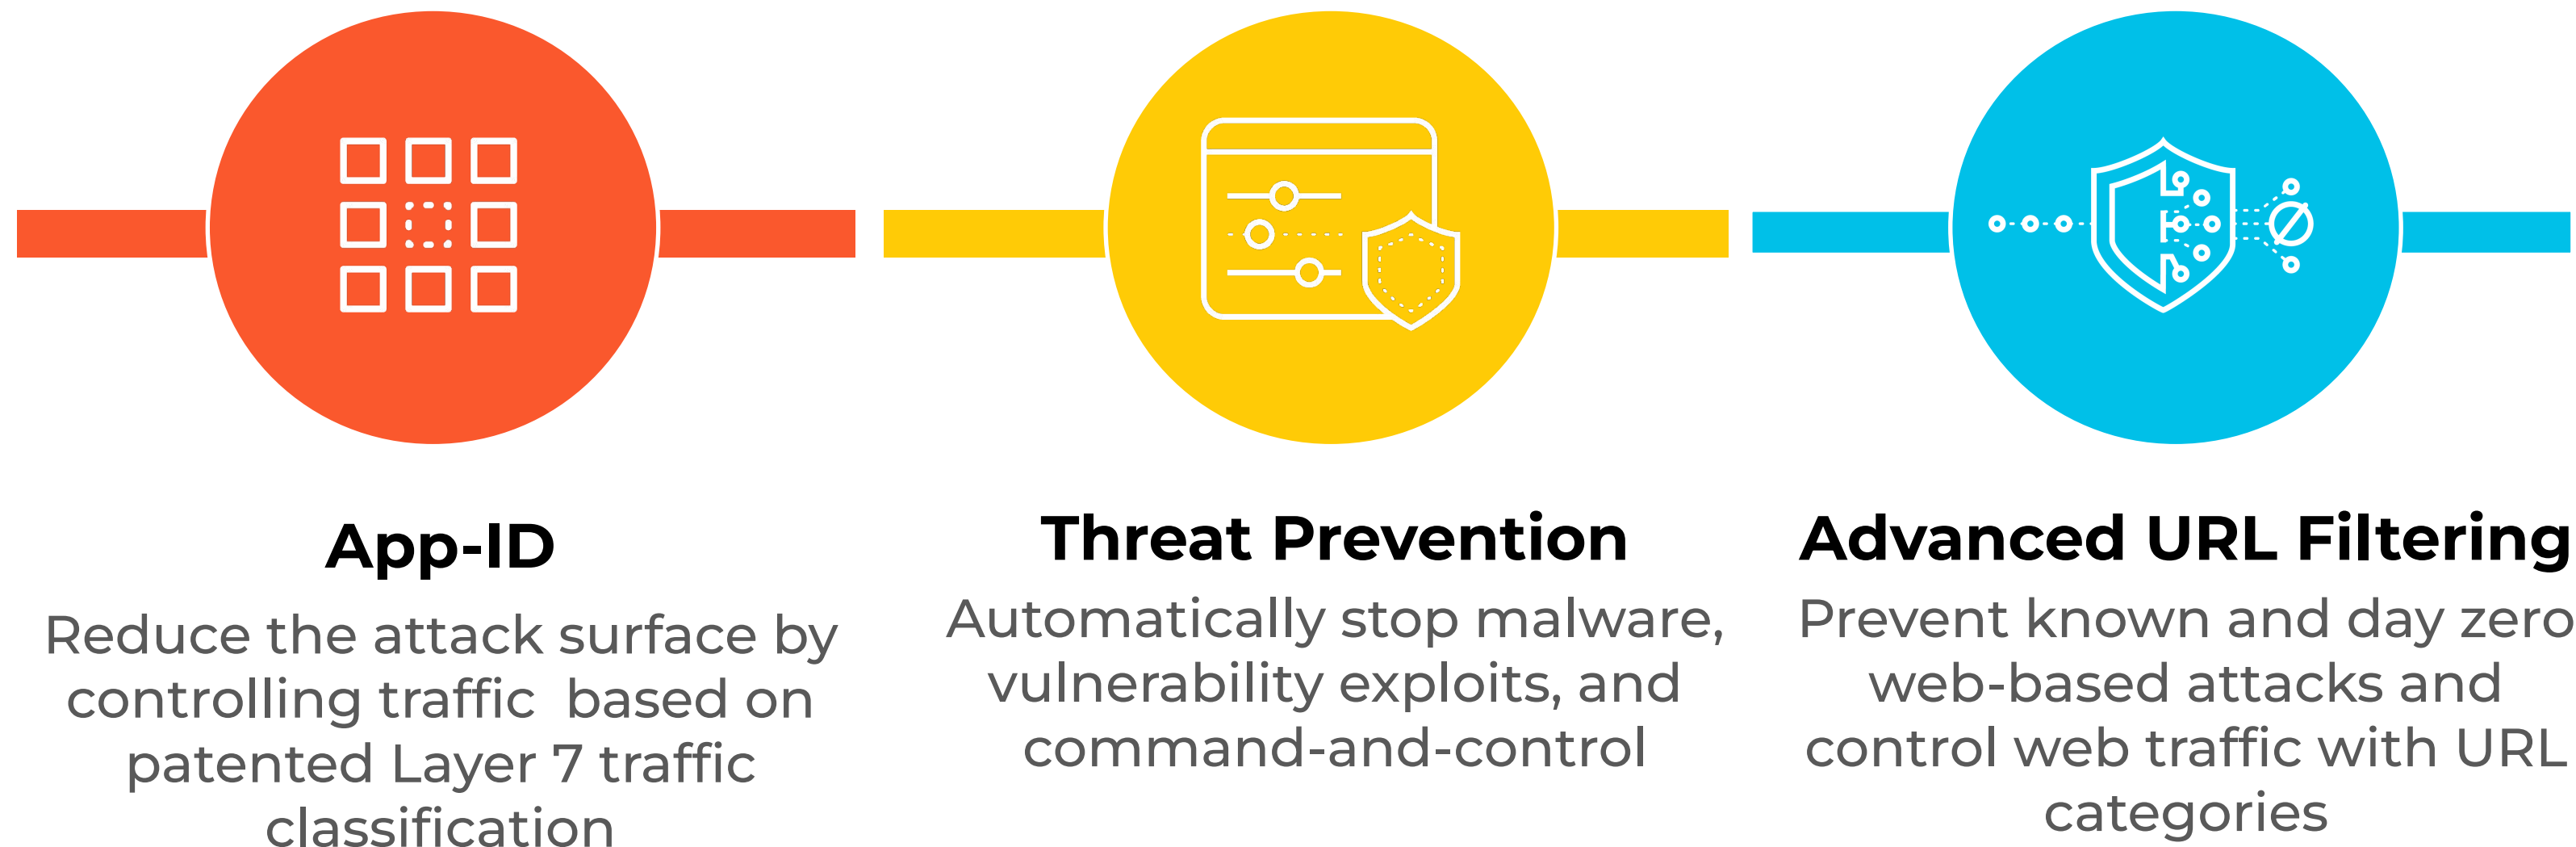 App-ID
Reduce the attack surface by
controlling traffic  based on
patented Layer 7 traffic
classification
Threat Prevention
Automatically stop malware,
vulnerability exploits, and
command-and-control
Advanced URL Filtering
Prevent known and day zero
web-based attacks and
control web traffic with URL
categories